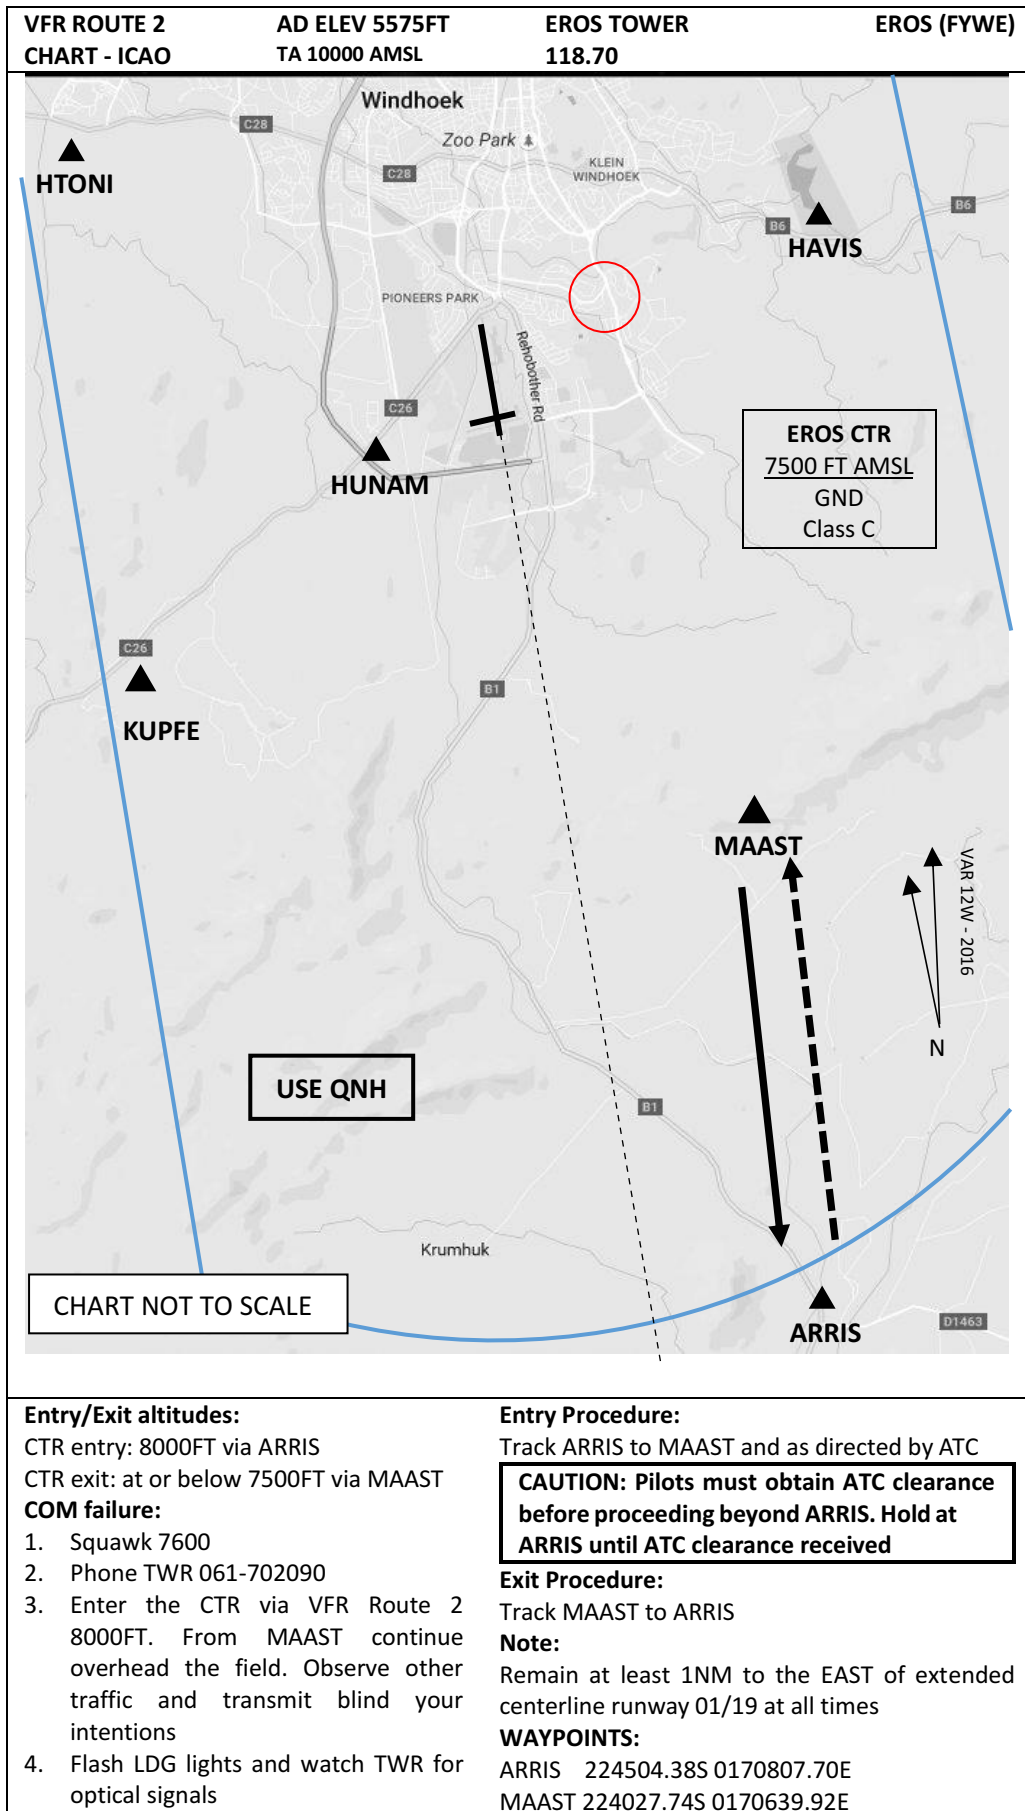 VFR ROUTE 2 AD ELEV 5575FT EROS TOWER EROS (FYWE)
CHART - ICAO TA 10000 AMSL 118.70
Windhoek
C28
Zoo Park
KLEIN
WINDHOEK
C28
HTONI
B6
B6
HAVIS
PIONEERS PARK
Rehobother Rd
C26
HUNAM
EROS CTR
7500 FT AMSL
GND
Class C
C26
KUPFE
B1
MAAST
VAR 12W - 2016
N
USE QNH
B1
Krumhuk
CHART NOT TO SCALE
ARRIS
D1463
Entry/Exit altitudes:
CTR entry: 8000FT via ARRIS
CTR exit: at or below 7500FT via MAAST
COM failure:
1. Squawk 7600
2. Phone TWR 061-702090
3. Enter the CTR via VFR Route 2
8000FT. From MAAST continue
overhead the field. Observe other
traffic and transmit blind your
intentions
4. Flash LDG lights and watch TWR for
optical signals
Entry Procedure:
Track ARRIS to MAAST and as directed by ATC
CAUTION: Pilots must obtain ATC clearance
before proceeding beyond ARRIS. Hold at
ARRIS until ATC clearance received
Exit Procedure:
Track MAAST to ARRIS
Note:
Remain at least 1NM to the EAST of extended
centerline runway 01/19 at all times
WAYPOINTS:
ARRIS 224504.38S 0170807.70E
MAAST 224027.74S 0170639.92E